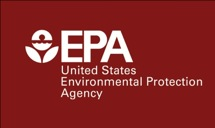 EPA
United States
Environmental Protection
Agency